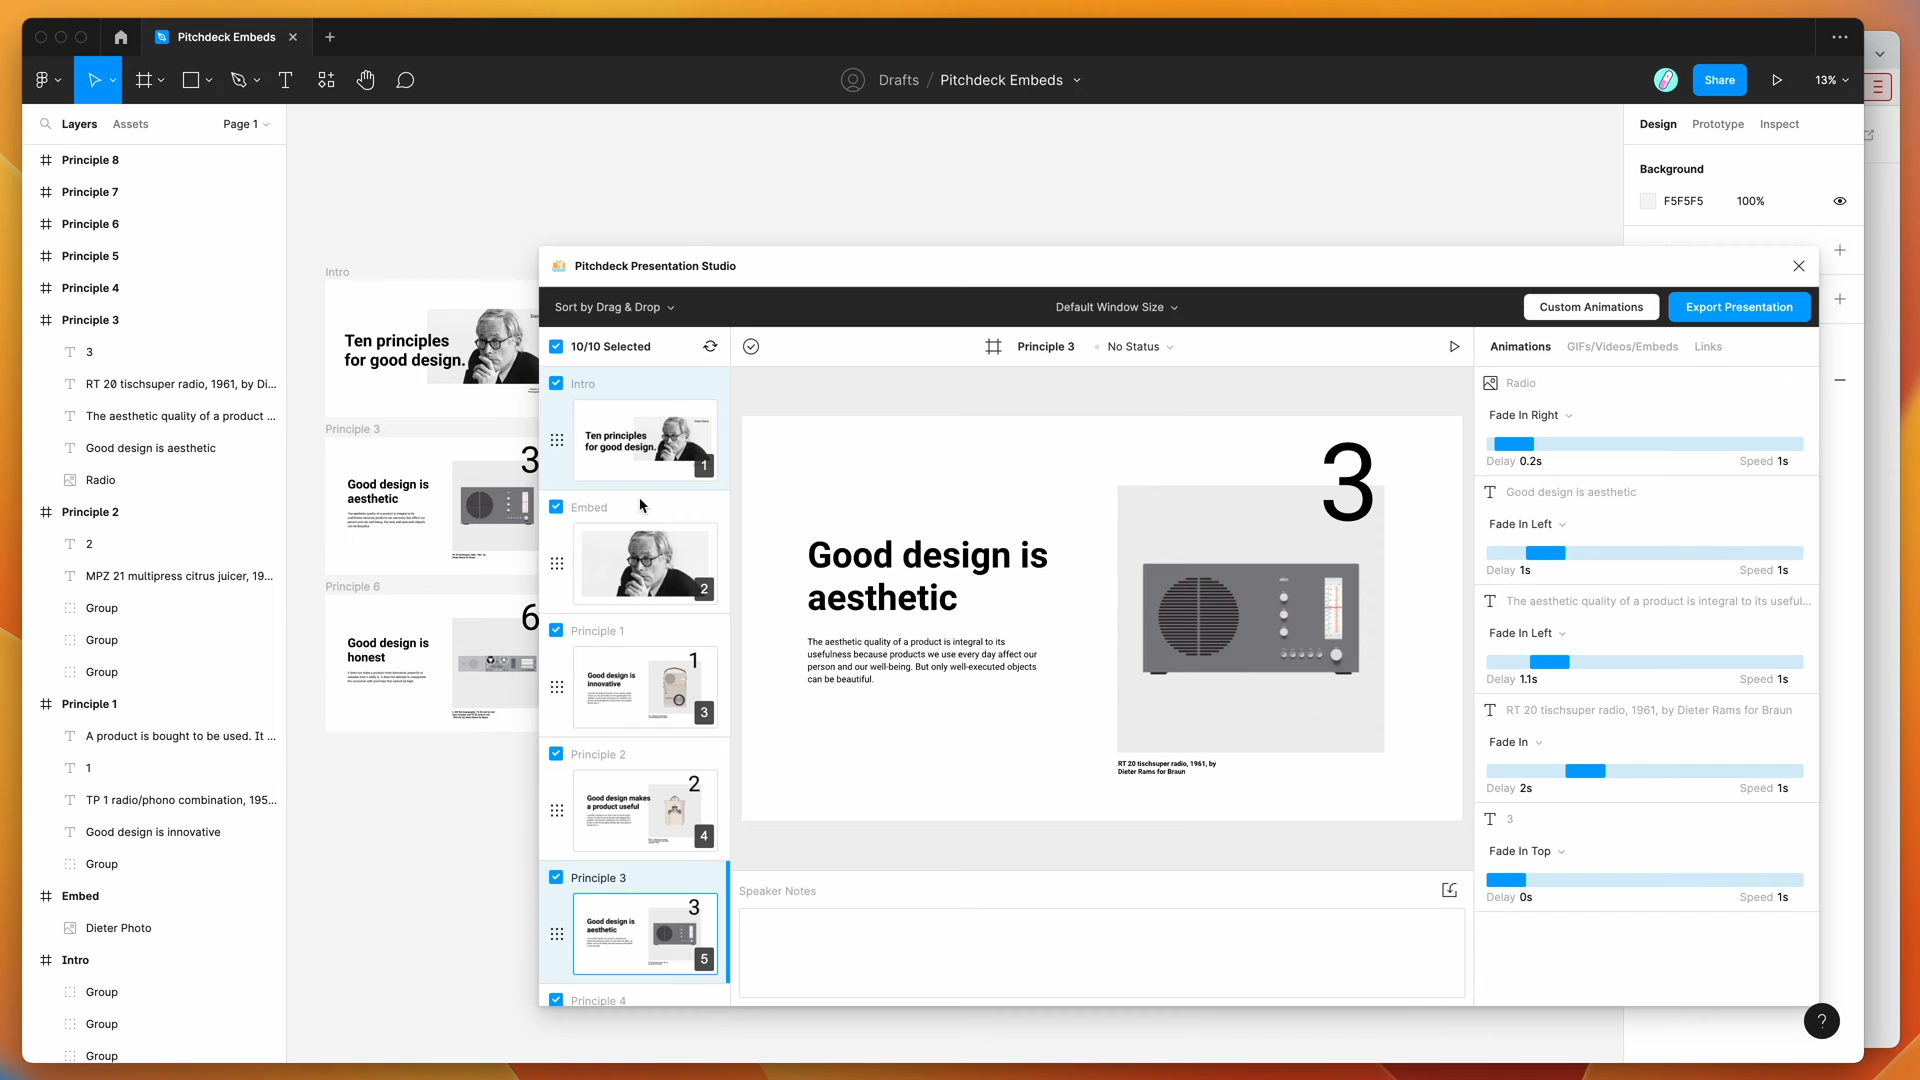 Pitchdeck Embeds
Drafts / Pitchdeck Embeds
Share
13%
Layers
Assets
Page 1
Principle 8
Principle 7
Principle 6
Principle 5
Principle 4
Principle 3
3
RT 20 tischsuper radio, 1961, by Di...
The aesthetic quality of a product ...
Good design is aesthetic
Radio
Principle 2
2
MPZ 21 multipress citrus juicer, 19...
Group
Group
Group
Principle 1
A product is bought to be used. It ...
1
TP 1 radio/phono combination, 195...
Good design is innovative
Group
Embed
Dieter Photo
Intro
Group
Group
Group
Intro
Ten principles
for good design.
Principle 3
3
Good design is
aesthetic
Principle 6
6
Good design is
honest
Design
Prototype
Inspect
Background
F5F5F5
100%
Pitchdeck Presentation Studio
Sort by Drag & Drop
Default Window Size
Custom Animations
Export Presentation
10/10 Selected
Intro
Ten principles
for good design.
1
Embed
2
Principle 1
1
Good design is
innovative
3
Principle 2
2
Good design makes
a product useful
4
Principle 3
3
Good design is
aesthetic
5
Principle 4
Principle 3
No Status
3
Good design is
aesthetic
The aesthetic quality of a product is integral to its
usefulness because products we use every day affect our
person and our well-being. But only well-executed objects
can be beautiful.
RT 20 tischsuper radio, 1961, by
Dieter Rams for Braun
Speaker Notes
Animations
GIFs/Videos/Embeds
Links
Radio
Fade In Right
Delay 0.2s
Speed 1s
Good design is aesthetic
Fade In Left
Delay 1s
Speed 1s
The aesthetic quality of a product is integral to its useful...
Fade In Left
Delay 1.1s
Speed 1s
RT 20 tischsuper radio, 1961, by Dieter Rams for Braun
Fade In
Delay 2s
Speed 1s
3
Fade In Top
Delay 0s
Speed 1s
?